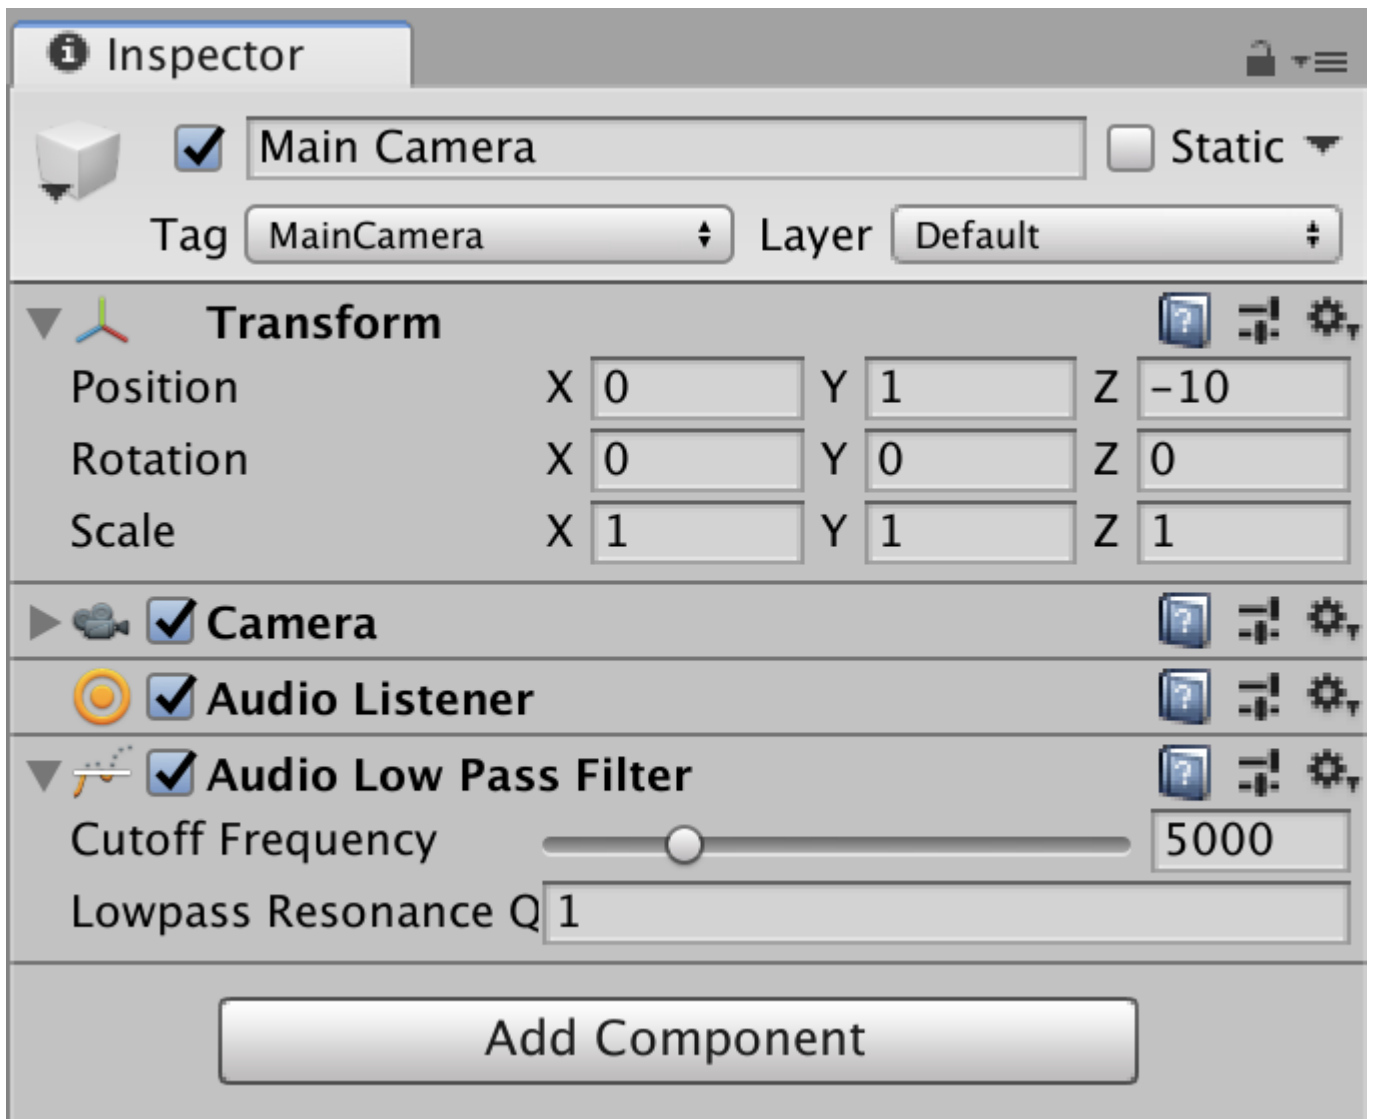 Inspector
Main Camera Static
Tag MainCamera Layer Default
Transform
Position X 0 Y 1 Z -10
Rotation X 0 Y 0 Z 0
Scale X 1 Y 1 Z 1
Camera
Audio Listener
Audio Low Pass Filter
Cutoff Frequency 5000
Lowpass Resonance Q 1
Add Component